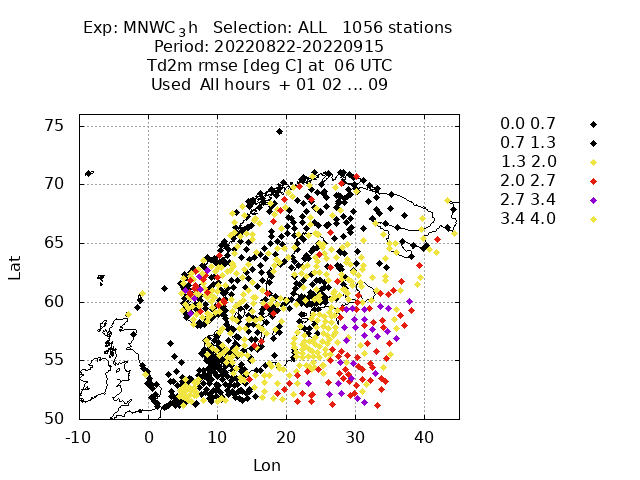 Exp: MNWC₃h Selection: ALL 1056 stations
Period: 20220822-20220915
Td2m rmse [deg C] at 06 UTC
Used All hours + 01 02 ... 09
0.0 0.7
0.7 1.3
1.3 2.0
2.0 2.7
2.7 3.4
3.4 4.0
75
70
65
60
55
50
Lat
-10 0 10 20 30 40
Lon